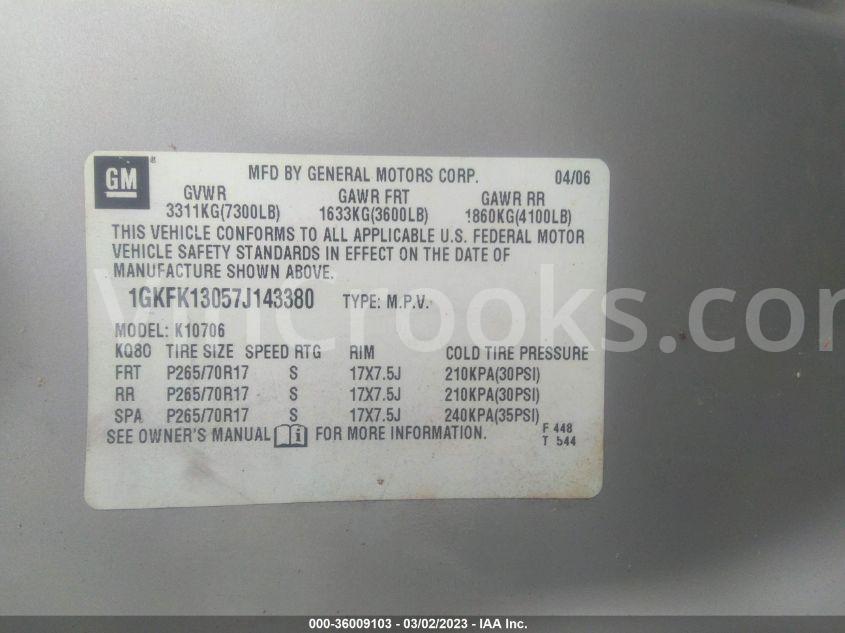 GM ®
MFD BY GENERAL MOTORS CORP. 04/06
GVWR GAWR FRT GAWR RR
3311KG(7300LB) 1633KG(3600LB) 1860KG(4100LB)
THIS VEHICLE CONFORMS TO ALL APPLICABLE U.S. FEDERAL MOTOR
VEHICLE SAFETY STANDARDS IN EFFECT ON THE DATE OF
MANUFACTURE SHOWN ABOVE.
1GKFK13057J143380 TYPE: M.P.V.
VinCrooks.com
MODEL: K10706
KQ80 TIRE SIZE SPEED RTG RIM COLD TIRE PRESSURE
FRT P265/70R17 S 17X7.5J 210KPA(30PSI)
RR P265/70R17 S 17X7.5J 210KPA(30PSI)
SPA P265/70R17 S 17X7.5J 240KPA(35PSI)
SEE OWNER'S MANUAL i FOR MORE INFORMATION.
F 448
T 544
000-36009103 — 03/02/2023 — IAA Inc.